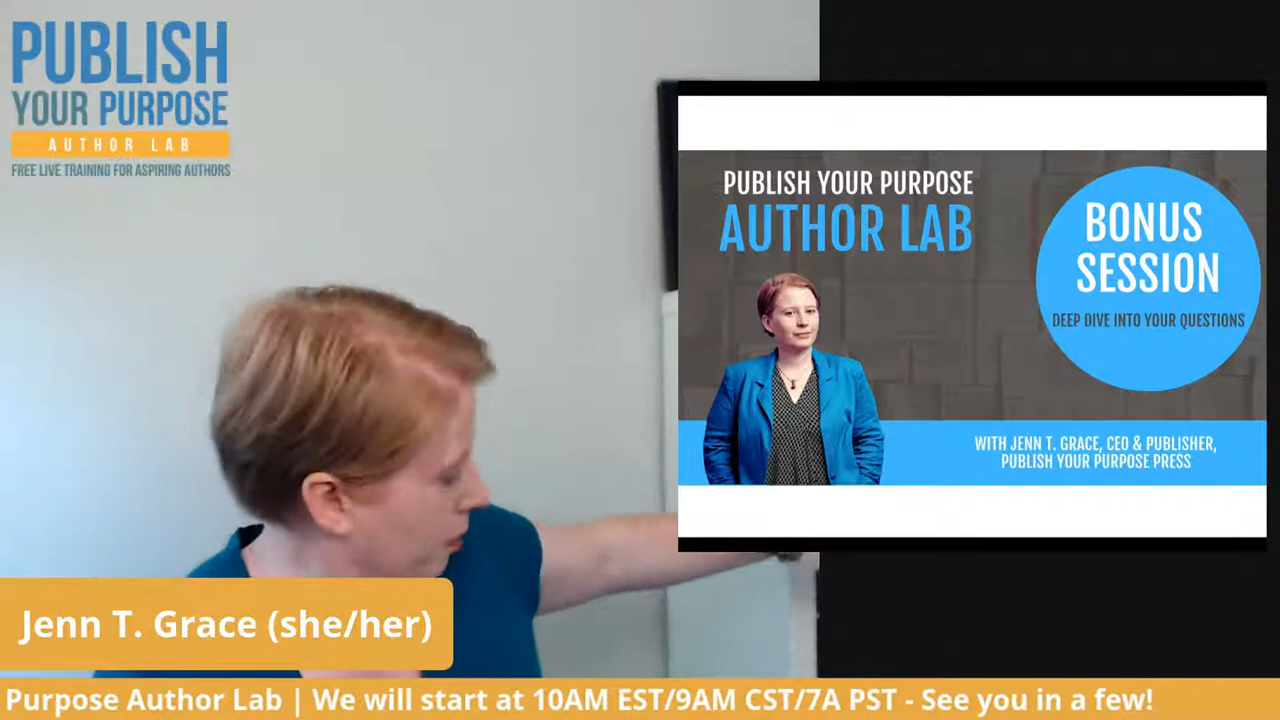 PUBLISH
YOUR PURPOSE
AUTHOR LAB
FREE LIVE TRAINING FOR ASPIRING AUTHORS
PUBLISH YOUR PURPOSE
AUTHOR LAB
BONUS
SESSION
DEEP DIVE INTO YOUR QUESTIONS
WITH JENN T. GRACE, CEO & PUBLISHER,
PUBLISH YOUR PURPOSE PRESS
Jenn T. Grace (she/her)
Purpose Author Lab | We will start at 10AM EST/9AM CST/7A PST - See you in a few!